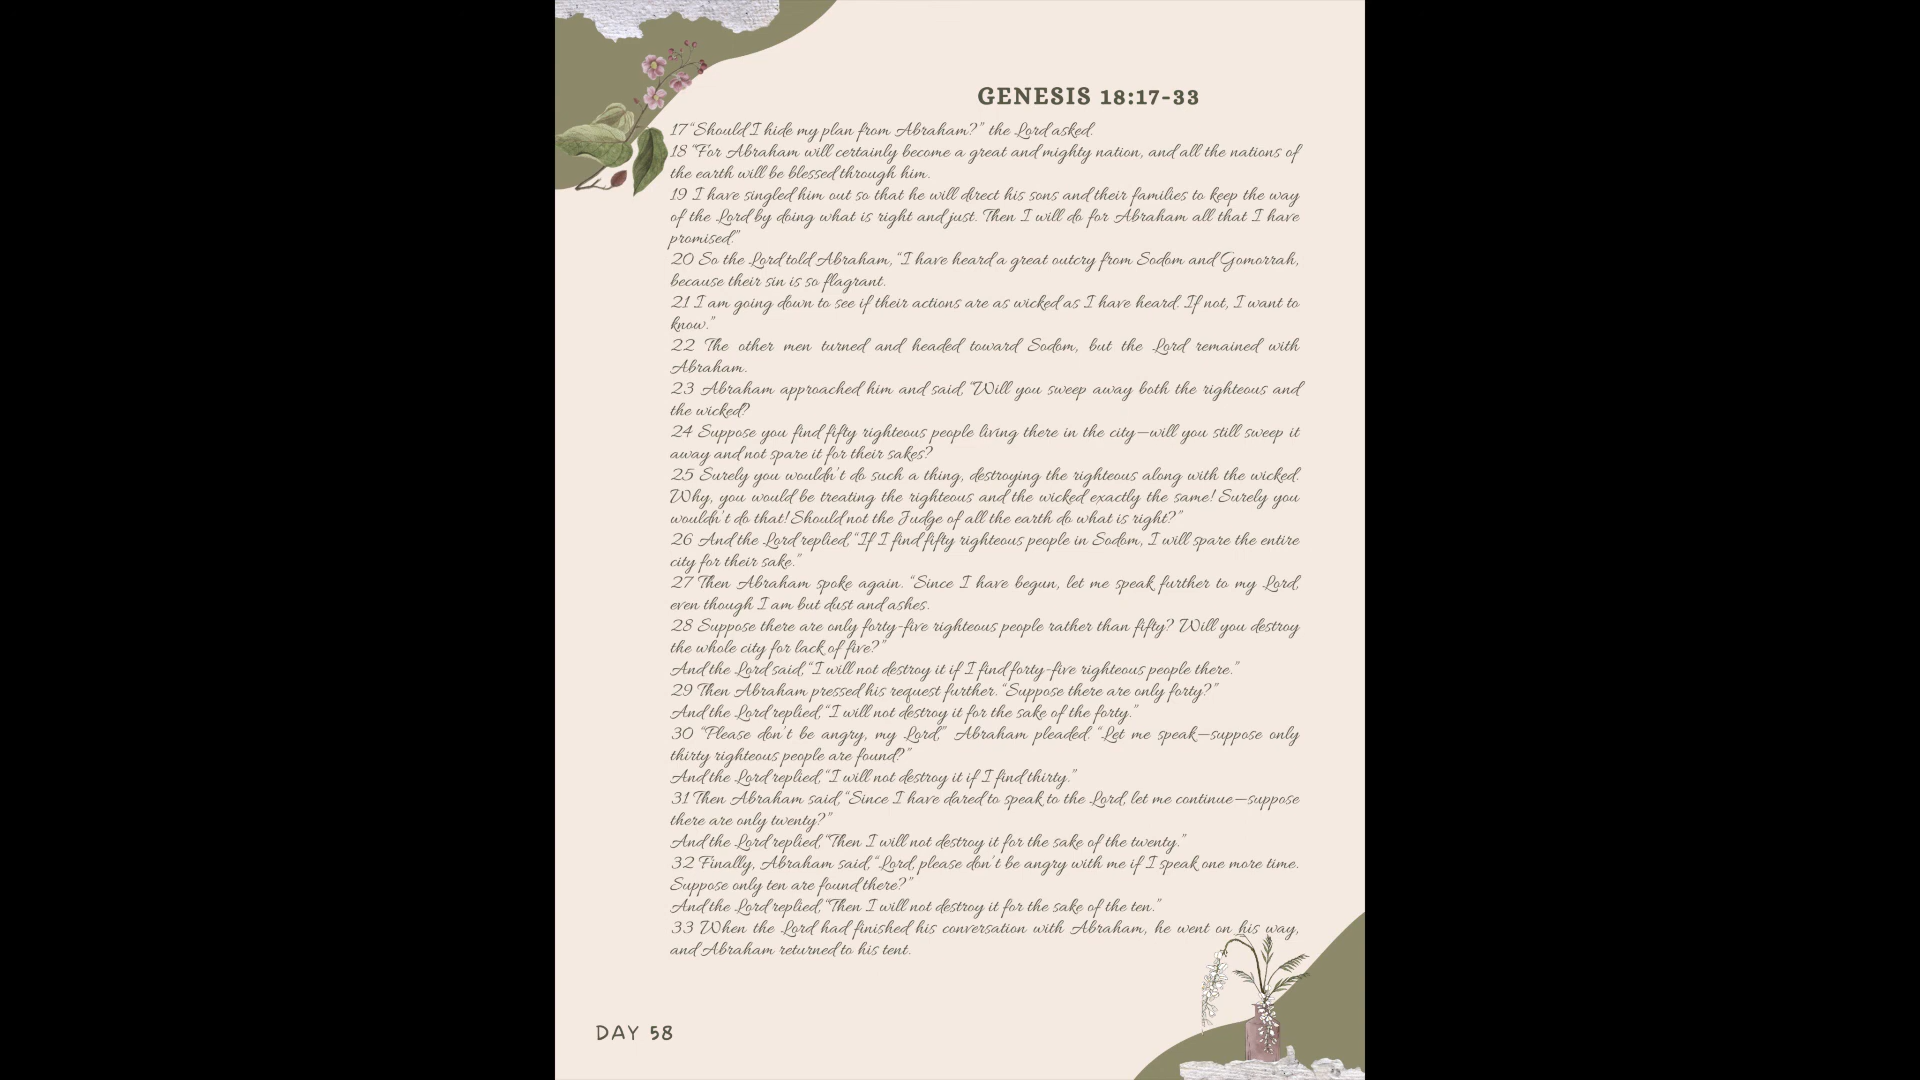 GENESIS 18:17-33
17“Should I hide my plan from Abraham?” the Lord asked.
18 “For Abraham will certainly become a great and mighty nation, and all the nations of
the earth will be blessed through him.
19 I have singled him out so that he will direct his sons and their families to keep the way
of the Lord by doing what is right and just. Then I will do for Abraham all that I have
promised.”
20 So the Lord told Abraham, “I have heard a great outcry from Sodom and Gomorrah,
because their sin is so flagrant.
21 I am going down to see if their actions are as wicked as I have heard. If not, I want to
know.”
22 The other men turned and headed toward Sodom, but the Lord remained with
Abraham.
23 Abraham approached him and said, “Will you sweep away both the righteous and
the wicked?
24 Suppose you find fifty righteous people living there in the city—will you still sweep it
away and not spare it for their sakes?
25 Surely you wouldn’t do such a thing, destroying the righteous along with the wicked.
Why, you would be treating the righteous and the wicked exactly the same! Surely you
wouldn’t do that! Should not the Judge of all the earth do what is right?”
26 And the Lord replied, “If I find fifty righteous people in Sodom, I will spare the entire
city for their sake.”
27 Then Abraham spoke again. “Since I have begun, let me speak further to my Lord,
even though I am but dust and ashes.
28 Suppose there are only forty-five righteous people rather than fifty? Will you destroy
the whole city for lack of five?”
And the Lord said, “I will not destroy it if I find forty-five righteous people there.”
29 Then Abraham pressed his request further. “Suppose there are only forty?”
And the Lord replied, “I will not destroy it for the sake of the forty.”
30 “Please don’t be angry, my Lord,” Abraham pleaded. “Let me speak—suppose only
thirty righteous people are found?”
And the Lord replied, “I will not destroy it if I find thirty.”
31 Then Abraham said, “Since I have dared to speak to the Lord, let me continue—suppose
there are only twenty?”
And the Lord replied, “Then I will not destroy it for the sake of the twenty.”
32 Finally, Abraham said, “Lord, please don’t be angry with me if I speak one more time.
Suppose only ten are found there?”
And the Lord replied, “Then I will not destroy it for the sake of the ten.”
33 When the Lord had finished his conversation with Abraham, he went on his way,
and Abraham returned to his tent.
DAY 58